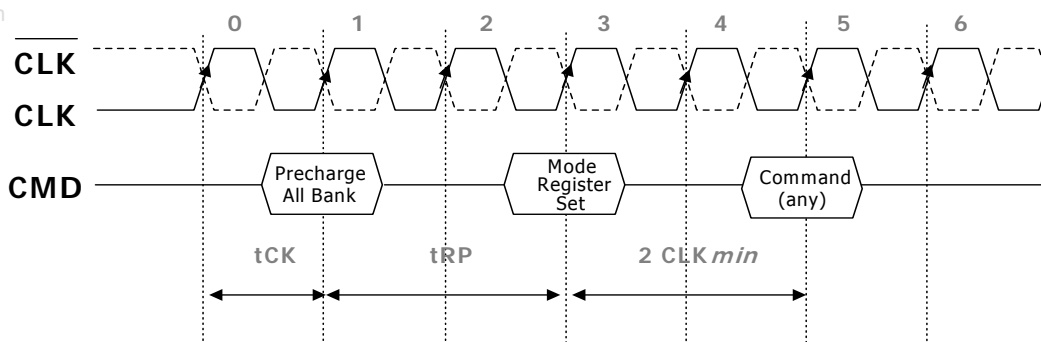 0 1 2 3 4 5 6
CLK
CLK
CMD
Precharge
All Bank
Mode
Register
Set
Command
(any)
tCK
tRP
2 CLK min